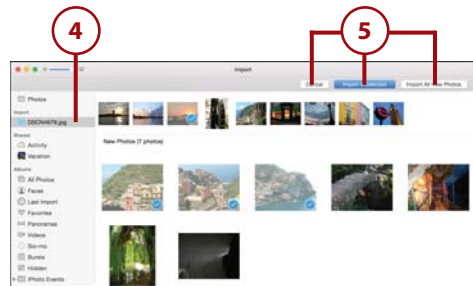 4
5
Import
Cancel
Import Selected
Import All New Photos
Photos
Import
DSCN4679.jpg
Shared
Activity
Vacation
New Photos (7 photos)
Albums
All Photos
Faces
Last Import
Favorites
Panoramas
Videos
Slo-mo
Bursts
Hidden
iPhoto Events